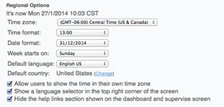 Regional Options
It's now Mon 27/1/2014 10:03 CST
Time zone: (GMT-06:00) Central Time (US & Canada)
Time format: 13:00
Date format: 31/12/2014
Week starts on: Sunday
Default language: English US
Default country: United States (Change)
Allow users to show the time in their own time zone
Show a language selector in the top right corner of the screen
Hide the help links section shown on the dashboard and supervise screen